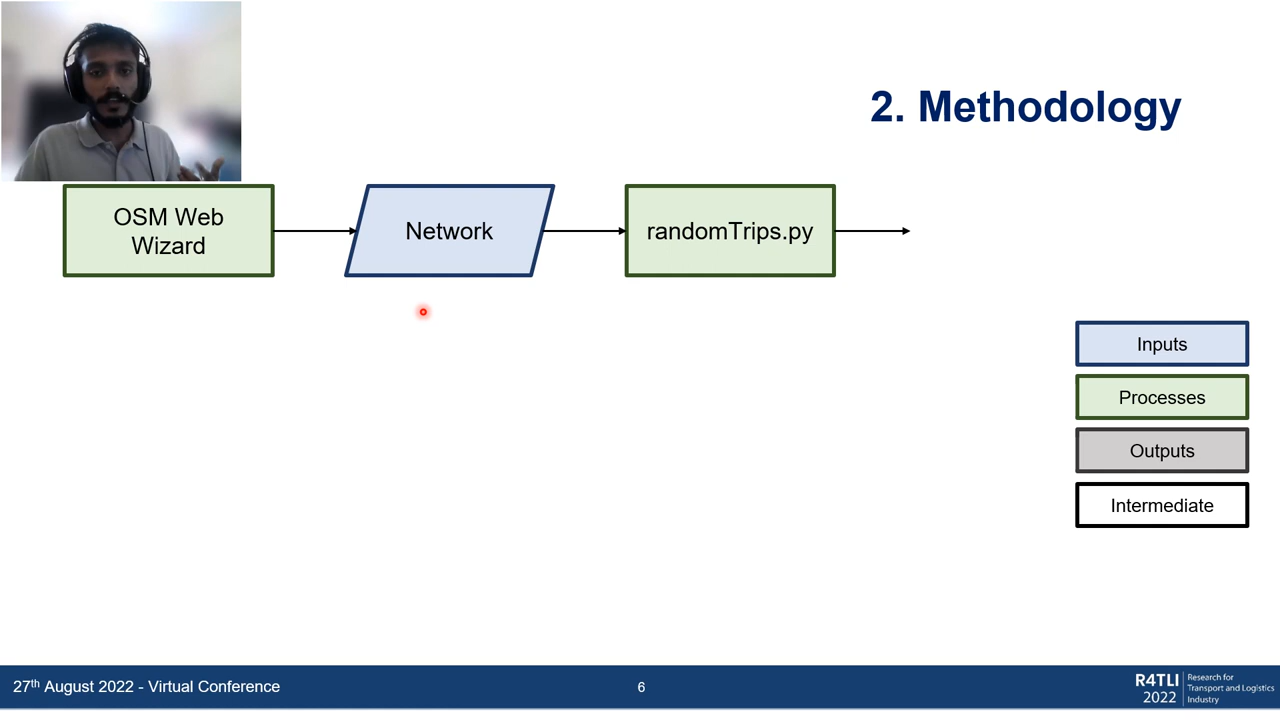 2. Methodology
OSM Web
Wizard
Network
randomTrips.py
Inputs
Processes
Outputs
Intermediate
27th August 2022 - Virtual Conference
6
R4TLI
2022
Research for
Transport and Logistics
Industry